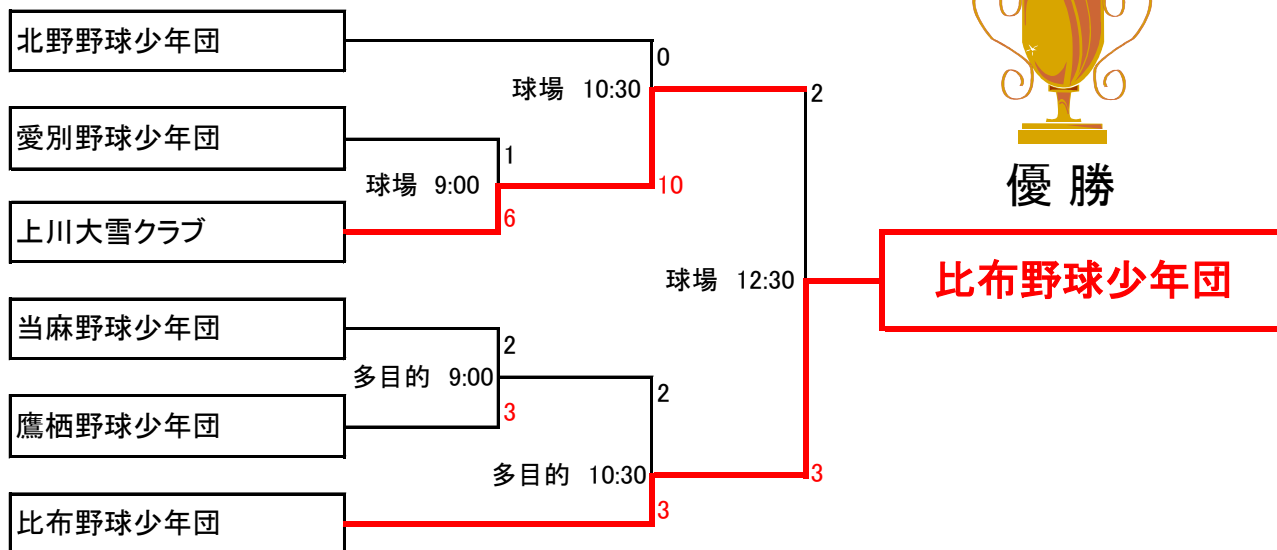 北野野球少年団
0
球場 10:30
2
愛別野球少年団
1
球場 9:00
10
優 勝
6
上川大雪クラブ
比布野球少年団
球場 12:30
当麻野球少年団
2
多目的 9:00
2
3
鷹栖野球少年団
多目的 10:30
3
3
比布野球少年団